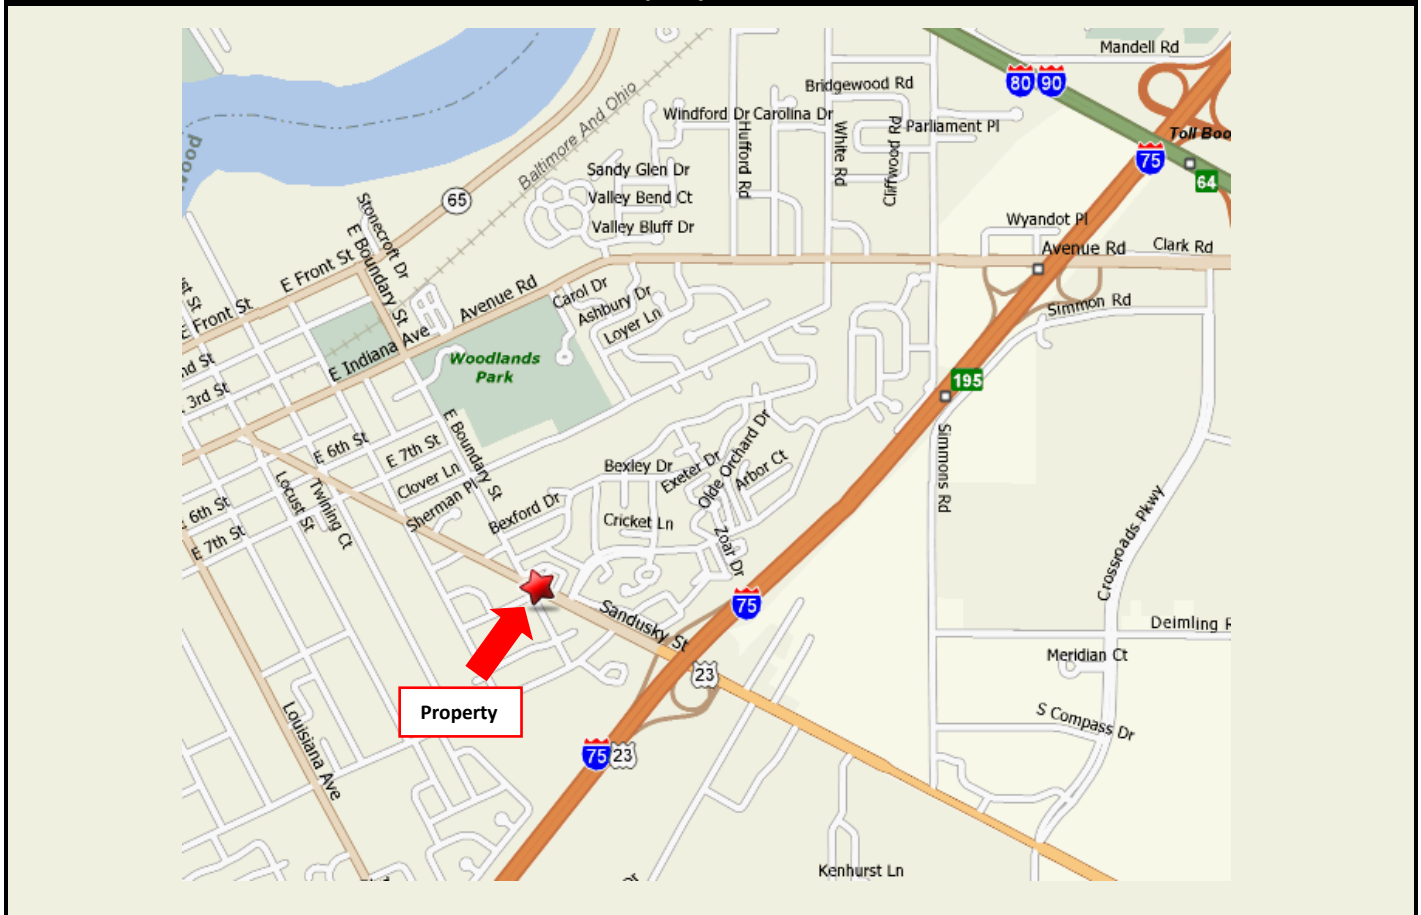 Mandell Rd
80 90
Bridgewood Rd
Windford Dr
Carolina Dr
Parliament Pl
Toll Boo
Baltimore And Ohio
Hufford Rd
White Rd
Cliffwood Rd
75
64
wood
Sandy Glen Dr
Valley Bend Ct
Valley Bluff Dr
65
Stonecroft Dr
E Boundary St
Wyandot Pl
Avenue Rd
Clark Rd
E Front St
E Front St
Avenue Rd
Carol Dr
Ashbury Dr
Loyer Ln
Simmon Rd
E Indiana Ave
Woodlands
Park
nd St
3rd St
195
E 6th St
E 7th St
E Boundary St
Clover Ln
Sherman Pl
Bexley Dr
Exeter Dr
Olde Orchard Dr
Arbor Ct
Simmons Rd
Locust St
Twining Ct
6th St
E 7th St
Bexford Dr
Cricket Ln
Zoar Dr
Crossroads Pkwy
75
Sandusky St
Deimling R
Meridian Ct
23
Property
Louisiana Ave
S Compass Dr
75 23
Kenhurst Ln